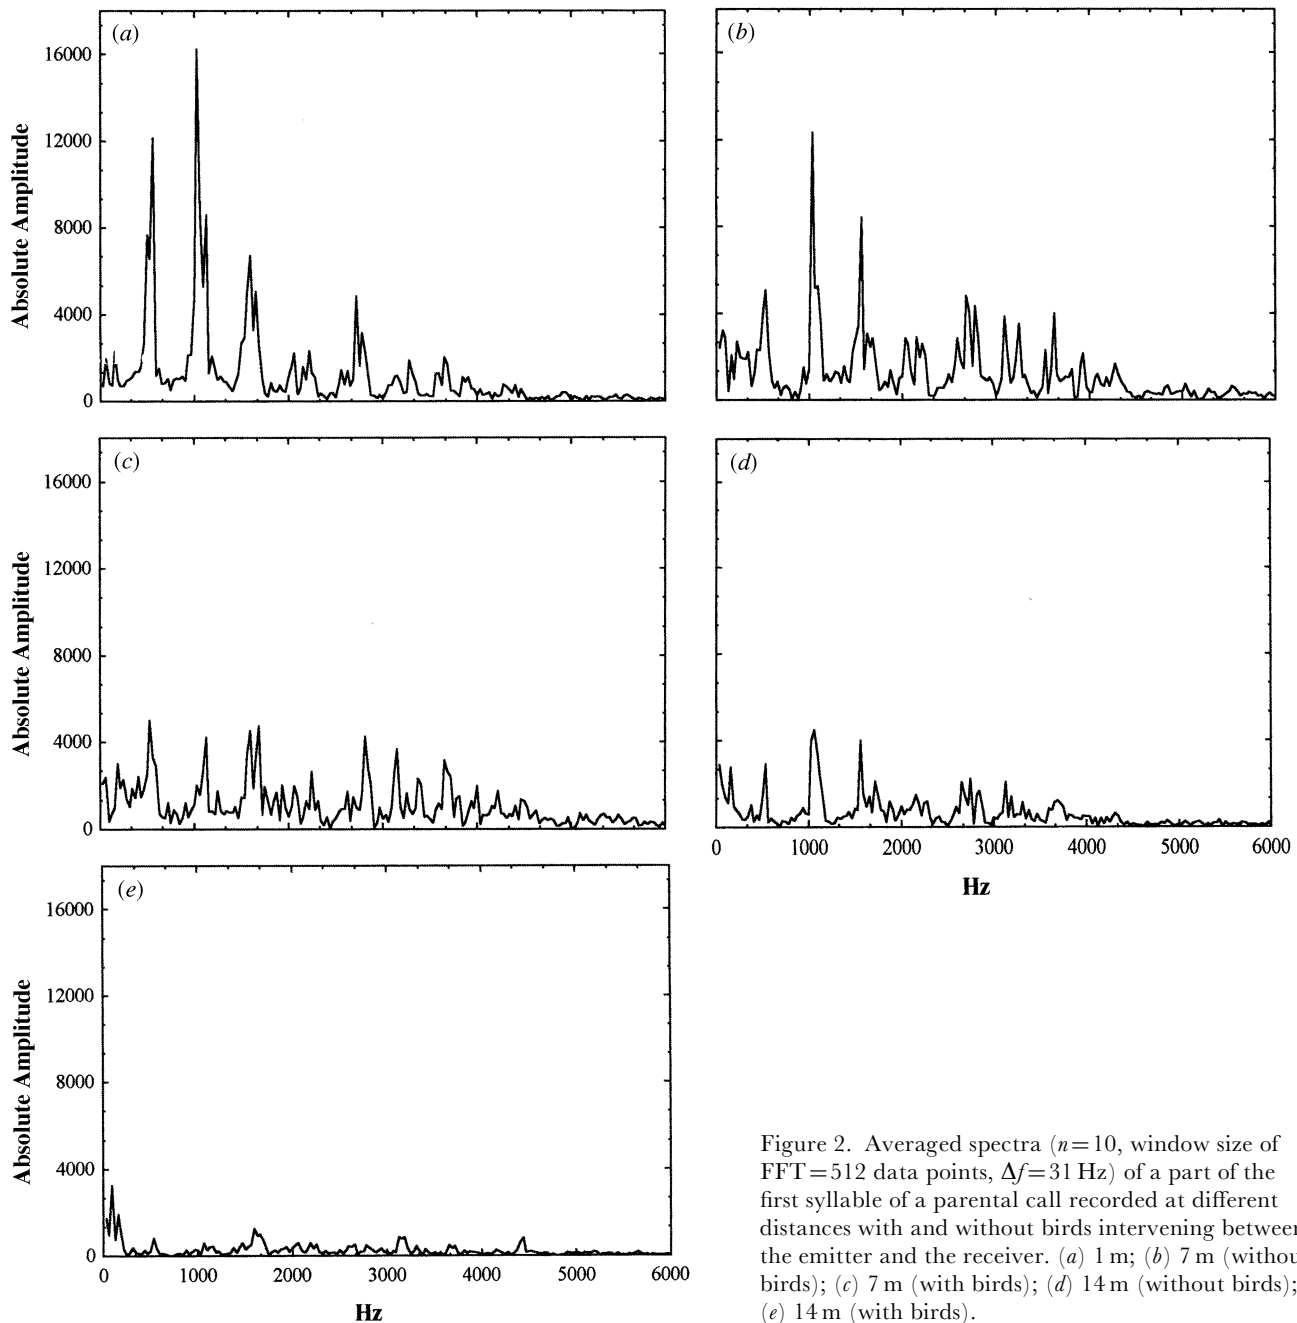 (a)
16000
12000
8000
4000
0
Absolute Amplitude
(b)
(c)
16000
12000
8000
4000
0
Absolute Amplitude
(d)
0 1000 2000 3000 4000 5000 6000
Hz
(e)
16000
12000
8000
4000
0
Absolute Amplitude
0 1000 2000 3000 4000 5000 6000
Hz
Figure 2. Averaged spectra (n=10, window size of
FFT=512 data points, Δf=31 Hz) of a part of the
first syllable of a parental call recorded at different
distances with and without birds intervening between
the emitter and the receiver. (a) 1 m; (b) 7 m (withou
birds); (c) 7 m (with birds); (d) 14 m (without birds);
(e) 14 m (with birds).